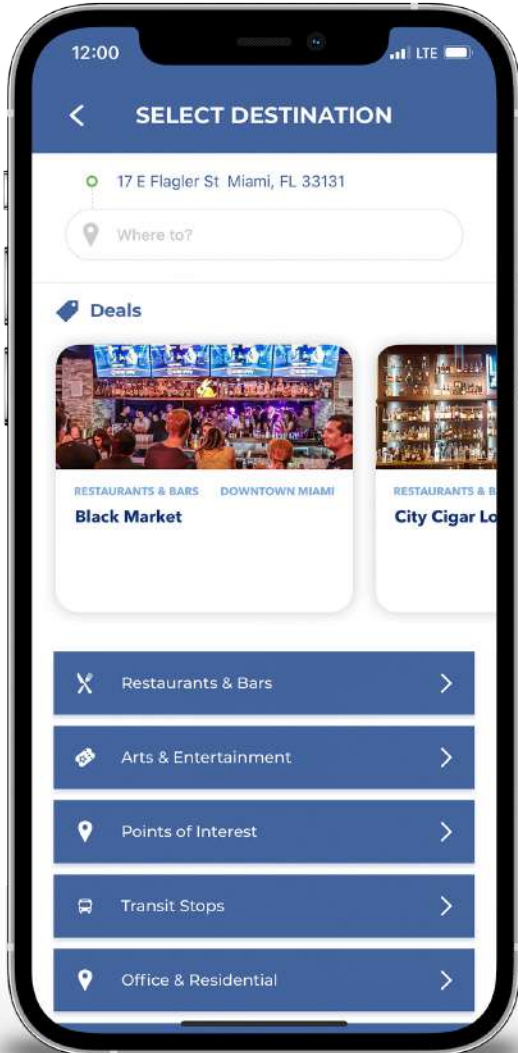 12:00 LTE
SELECT DESTINATION
17 E Flagler St Miami, FL 33131
Where to?
Deals
RESTAURANTS & BARS DOWNTOWN MIAMI
Black Market
RESTAURANTS & B
City Cigar Lo
Restaurants & Bars
Arts & Entertainment
Points of Interest
Transit Stops
Office & Residential